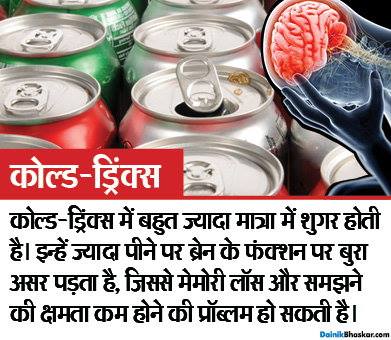 कोल्ड-ड्रिंक्स
कोल्ड-ड्रिंक्स में बहुत ज्यादा मात्रा में शुगर होती
है। इन्हें ज्यादा पीने पर ब्रेन के फंक्शन पर बुरा
असर पड़ता है, जिससे मेमोरी लॉस और समझने
की क्षमता कम होने की प्रॉब्लम हो सकती है।
DainikBhaskar.com